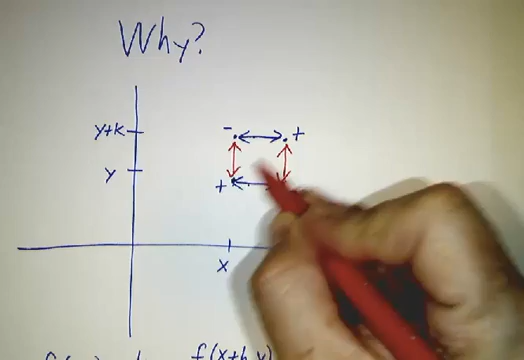 Why?
y+k
- +
y
+
x
f(x+h,y)